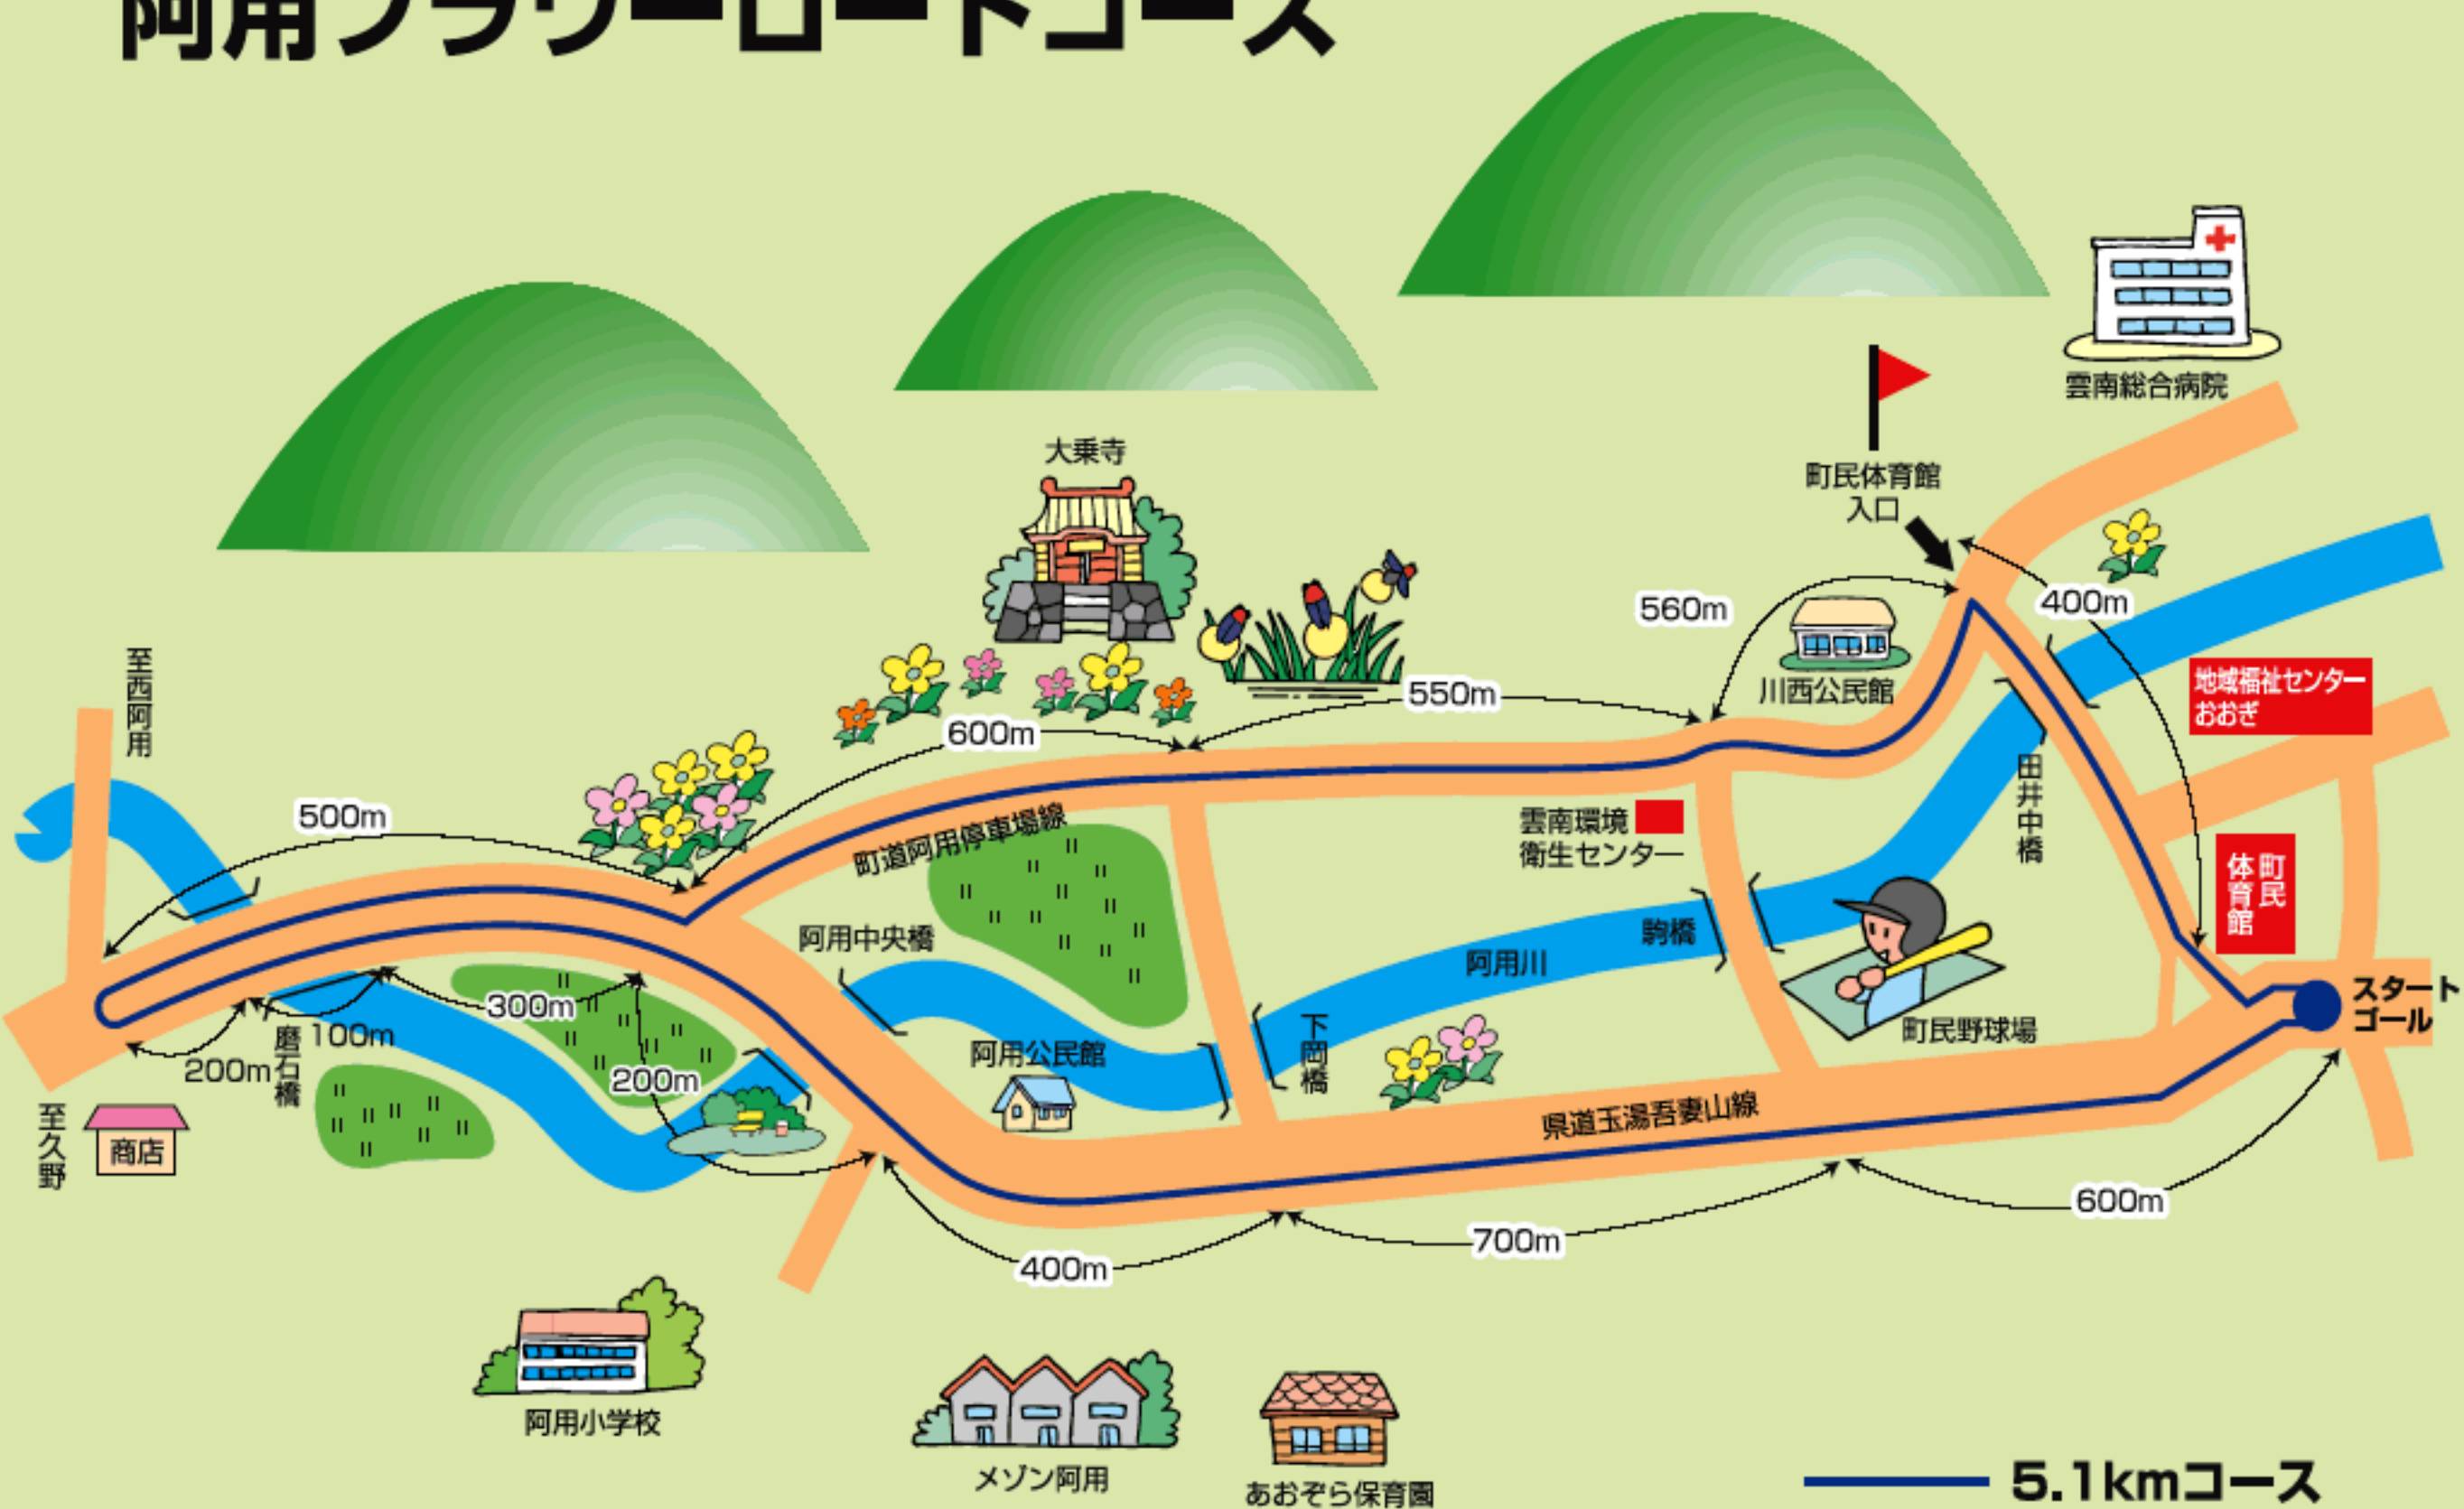 阿用フラワーロードコース
雲南総合病院
大乗寺
町民体育館
入口
560m
400m
至西阿用
川西公民館
地域福祉センター
おおぎ
550m
600m
500m
町道阿用停車場線
雲南環境
衛生センター
田井中橋
町民
体育館
阿用中央橋
駒橋
阿用川
スタート
ゴール
300m
磨石橋
100m
200m
200m
阿用公民館
下岡橋
町民野球場
至久野
商店
県道玉湯吾妻山線
600m
700m
400m
阿用小学校
メゾン阿用
あおぞら保育園
5.1kmコース